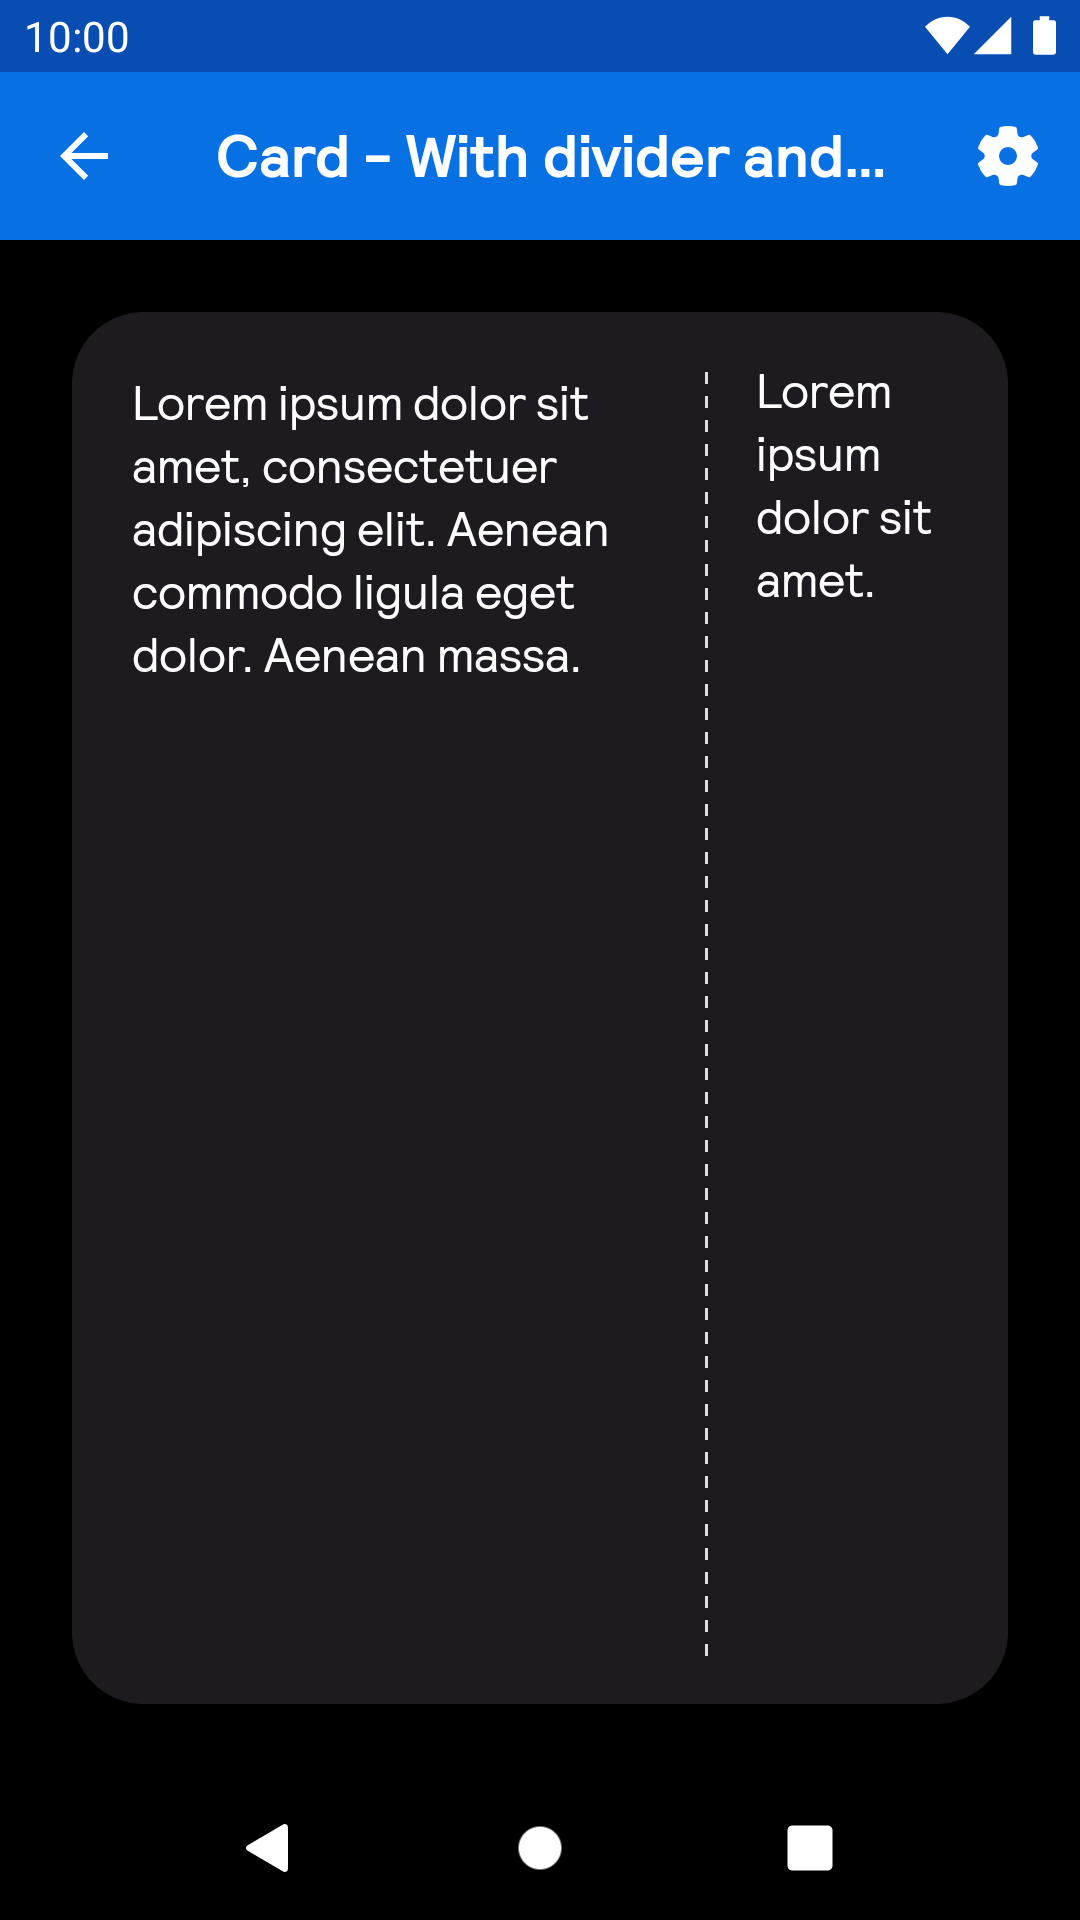 10:00
Card - With divider and...
Lorem ipsum dolor sit
amet, consectetuer
adipiscing elit. Aenean
commodo ligula eget
dolor. Aenean massa.
Lorem
ipsum
dolor sit
amet.